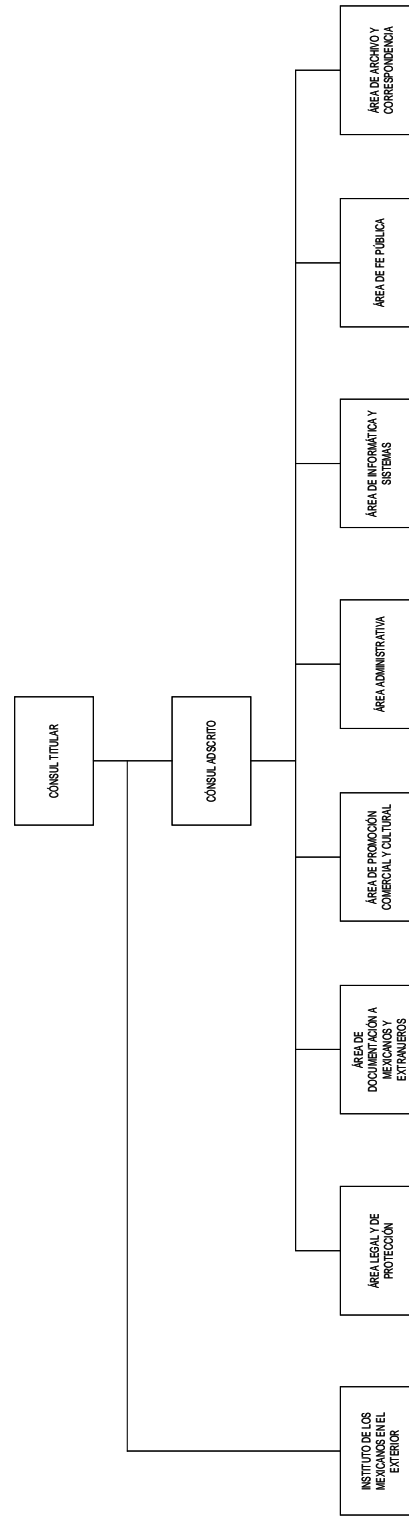 CÓNSUL TITULAR
CÓNSUL ADSCRITO
INSTITUTO DE LOS
MEXICANOS EN EL
EXTERIOR
ÁREA LEGAL Y DE
PROTECCIÓN
ÁREA DE
DOCUMENTACIÓN A
MEXICANOS Y
EXTRANJEROS
ÁREA DE PROMOCIÓN
COMERCIAL Y CULTURAL
ÁREA ADMINISTRATIVA
ÁREA DE INFORMÁTICA Y
SISTEMAS
ÁREA DE FE PÚBLICA
ÁREA DE ARCHIVO Y
CORRESPONDENCIA